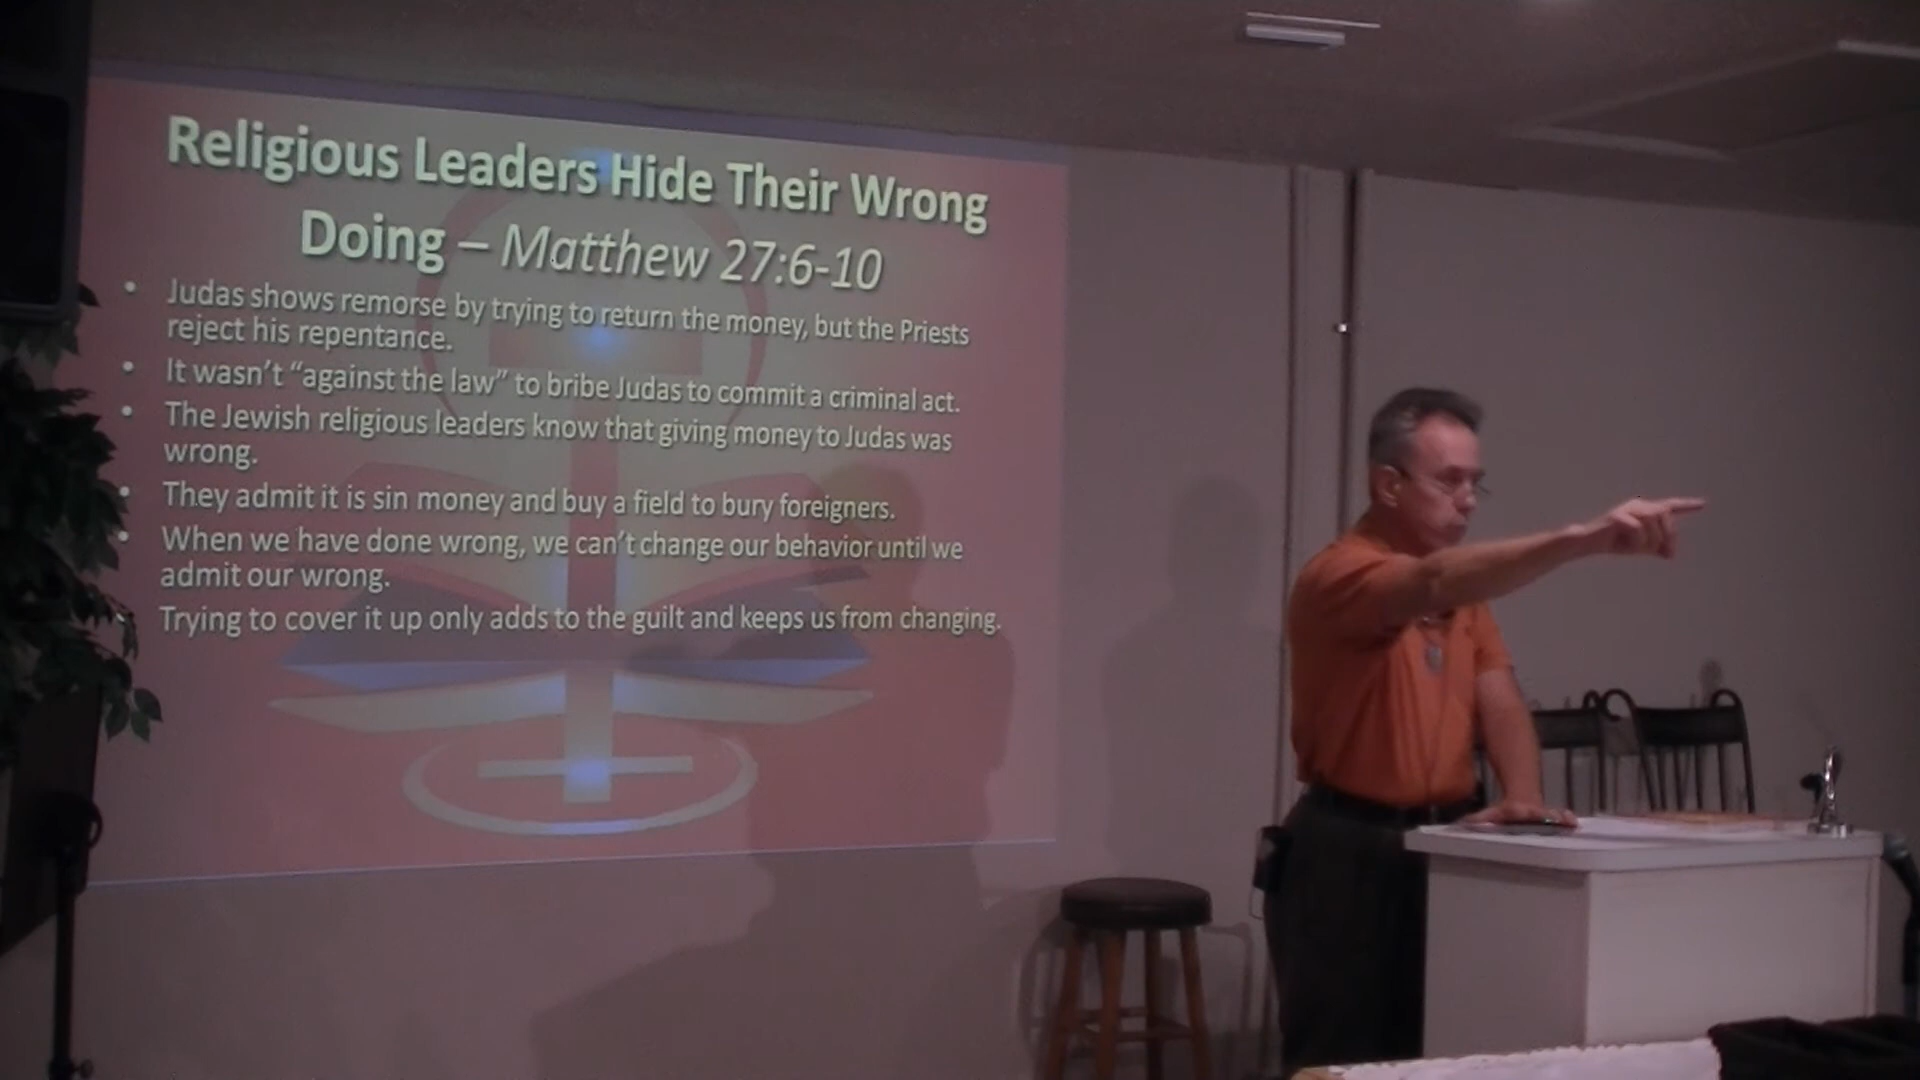 Religious Leaders Hide Their Wrong
Doing – Matthew 27:6-10
• Judas shows remorse by trying to return the money, but the Priests
reject his repentance.
• It wasn't “against the law” to bribe Judas to commit a criminal act.
• The Jewish religious leaders know that giving money to Judas was
wrong.
• They admit it is sin money and buy a field to bury foreigners.
• When we have done wrong, we can't change our behavior until we
admit our wrong.
Trying to cover it up only adds to the guilt and keeps us from changing.